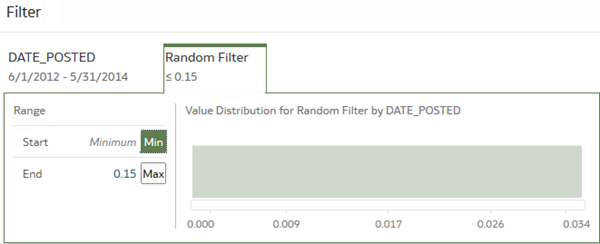 Filter
DATE_POSTED
6/1/2012 - 5/31/2014
Random Filter
≤ 0.15
Range
Start Minimum Min
End 0.15 Max
Value Distribution for Random Filter by DATE_POSTED
0.000 0.009 0.017 0.026 0.034